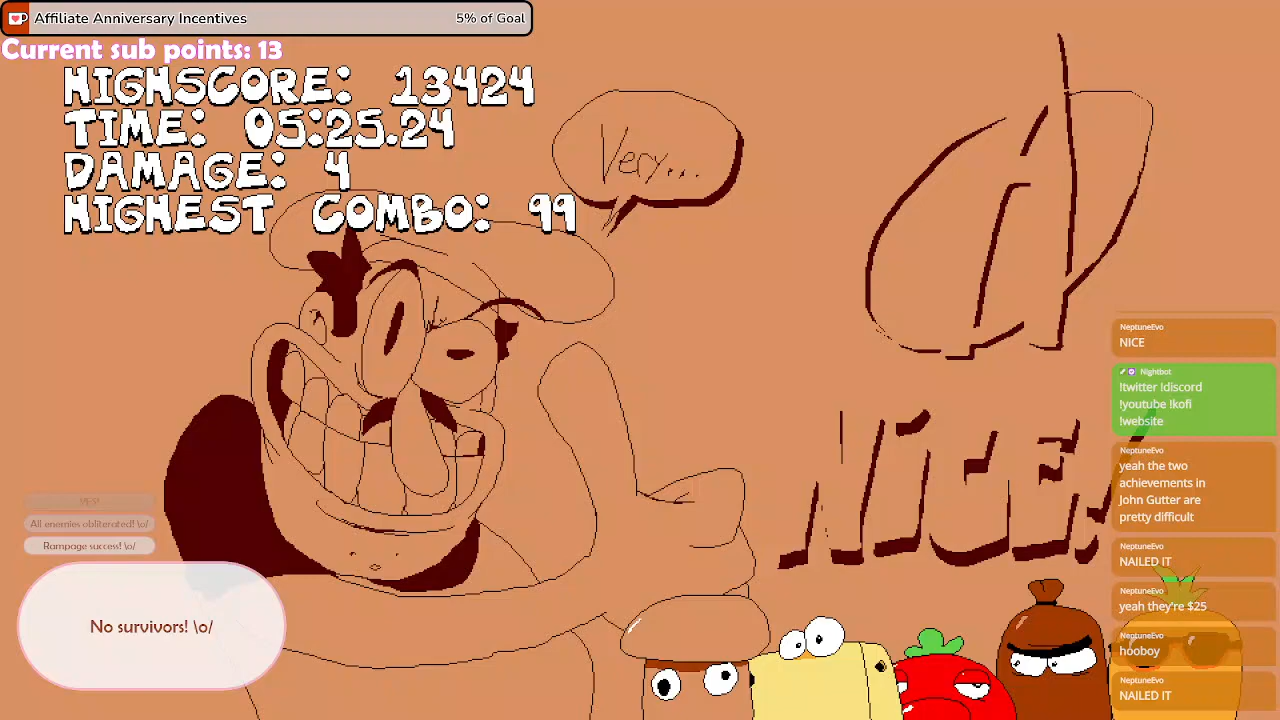 Affiliate Anniversary Incentives
5% of Goal
Current sub points: 13
HIGHSCORE: 13424
TIME: 05:25.24
DAMAGE: 4
HIGHEST COMBO: 99
Very...
d
NICE!
NeptuneEvo
NICE
Nightbot
!twitter !discord
!youtube !kofi
!website
NeptuneEvo
yeah the two
achievements in
John Gutter are
pretty difficult
NeptuneEvo
NAILED IT
NeptuneEvo
yeah they're $25
NeptuneEvo
hooboy
NeptuneEvo
NAILED IT
YES!
All enemies obliterated! \o/
Rampage success! \o/
No survivors! \o/